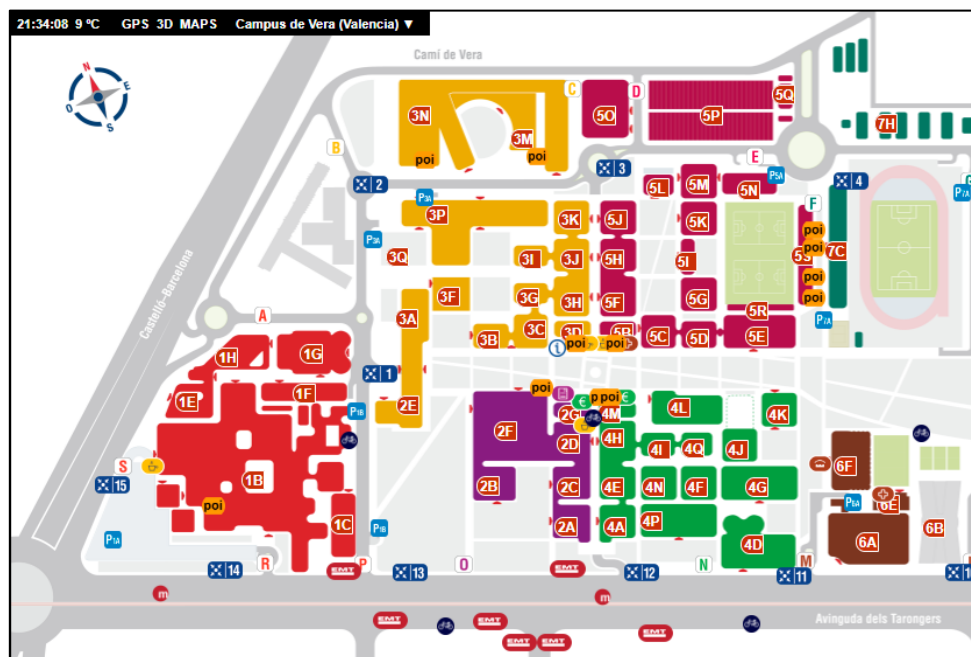 21:34:08 9 ºC GPS 3D MAPS Campus de Vera (Valencia) ▼
Camí de Vera
N
E
O
S
C
5O
D
5P
5Q
3N
3M
7H
B
poi
poi
E
2
3
5L
5M
5N
P5A
4
P3A
F
P7A
3P
3K
5J
5K
poi
P3A
3Q
3I
3J
5H
5I
5S
poi
7C
Castelló-Barcelona
3F
3G
3H
5F
5G
poi
poi
A
3A
3C
5R
P7A
3B
3D
5B
5C
5D
5E
i
poi
poi
1H
1G
1
1E
1F
poi
€
p
poi
€
P1B
2E
2G
4M
4L
4K
2F
2D
4H
4I
4Q
4J
S
6F
15
1B
2B
2C
4E
4N
4F
4G
poi
1C
P6A
6E
P1A
P1B
2A
4A
4P
4D
6A
6B
R
P
O
N
M
14
EMT
13
EMT
12
11
m
m
EMT
EMT
EMT
EMT
EMT
Avinguda dels Tarongers